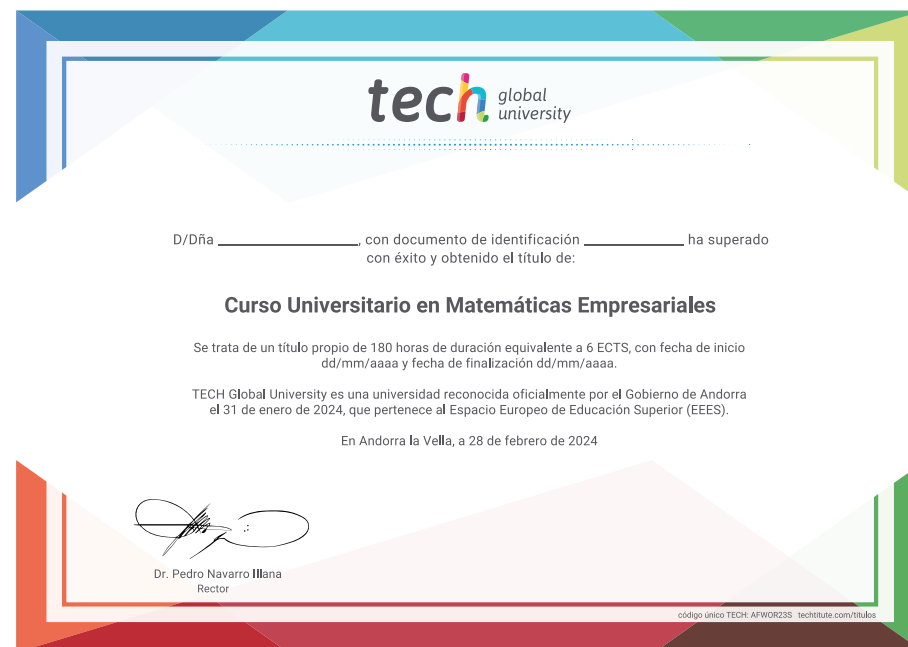 tech global university
D/Dña ______________, con documento de identificación __________ ha superado
con éxito y obtenido el título de:
Curso Universitario en Matemáticas Empresariales
Se trata de un título propio de 180 horas de duración equivalente a 6 ECTS, con fecha de inicio
dd/mm/aaaa y fecha de finalización dd/mm/aaaa.
TECH Global University es una universidad reconocida oficialmente por el Gobierno de Andorra
el 31 de enero de 2024, que pertenece al Espacio Europeo de Educación Superior (EEES).
En Andorra la Vella, a 28 de febrero de 2024
Dr. Pedro Navarro Illana
Rector
código único TECH: AFWOR23S techtitute.com/titulos